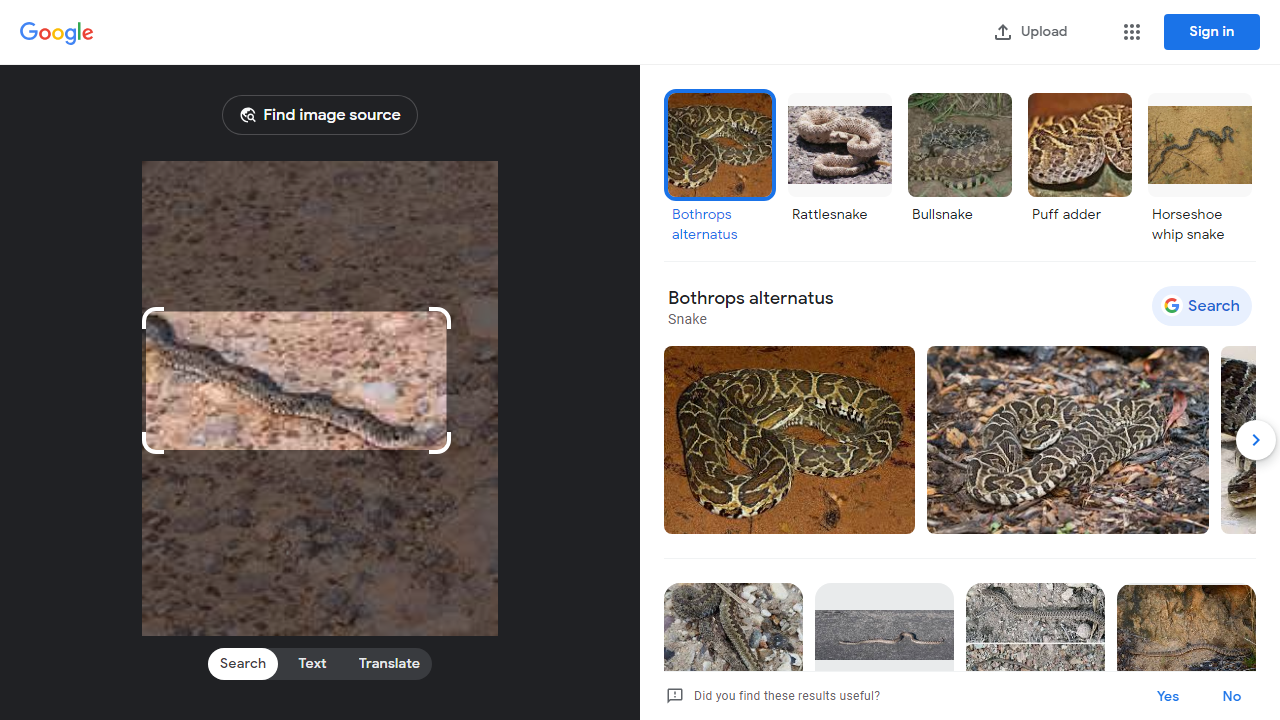 Google
Upload
Sign in
Find image source
Search
Text
Translate
Bothrops
alternatus
Rattlesnake
Bullsnake
Puff adder
Horseshoe
whip snake
Bothrops alternatus
Snake
Search
Did you find these results useful?
Yes
No